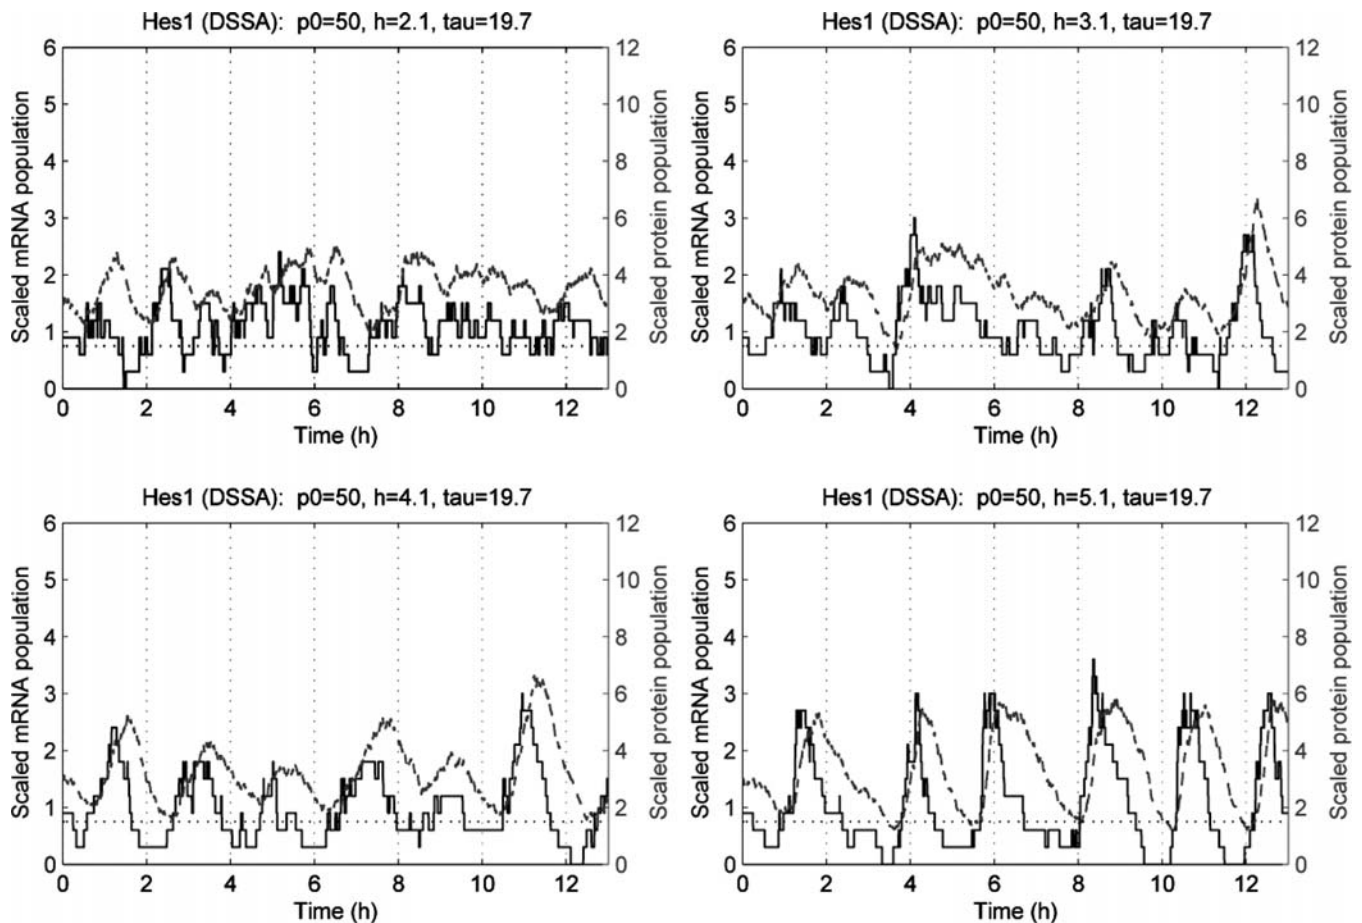 Hes1 (DSSA): p0=50, h=2.1, tau=19.7
6
5
4
3
2
1
0
12
10
8
6
4
2
0
Scaled mRNA population
Scaled protein population
0 2 4 6 8 10 12
Time (h)
Hes1 (DSSA): p0=50, h=3.1, tau=19.7
6
5
4
3
2
1
0
12
10
8
6
4
2
0
Scaled mRNA population
Scaled protein population
0 2 4 6 8 10 12
Time (h)
Hes1 (DSSA): p0=50, h=4.1, tau=19.7
6
5
4
3
2
1
0
12
10
8
6
4
2
0
Scaled mRNA population
Scaled protein population
0 2 4 6 8 10 12
Time (h)
Hes1 (DSSA): p0=50, h=5.1, tau=19.7
6
5
4
3
2
1
0
12
10
8
6
4
2
0
Scaled mRNA population
Scaled protein population
0 2 4 6 8 10 12
Time (h)